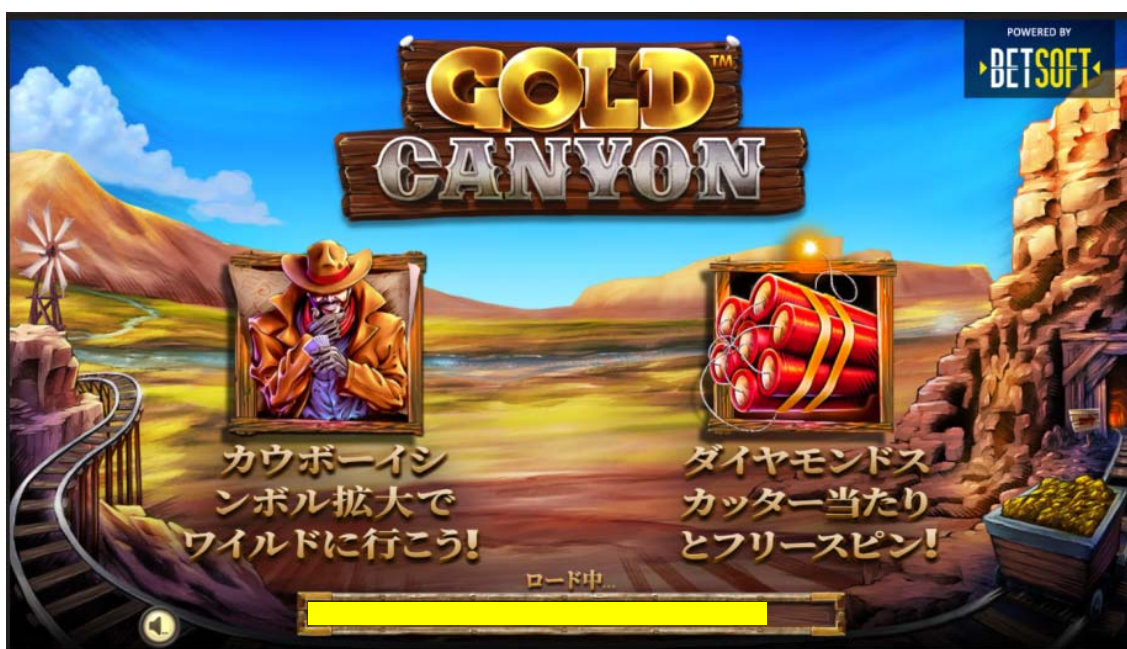 POWERED BY
BETSOFT
GOLD™
CANYON
カウボーイシ
ンボル拡大で
ワイルドに行こう!
ダイヤモンドス
カッター当たり
とフリースピン!
ロード中...